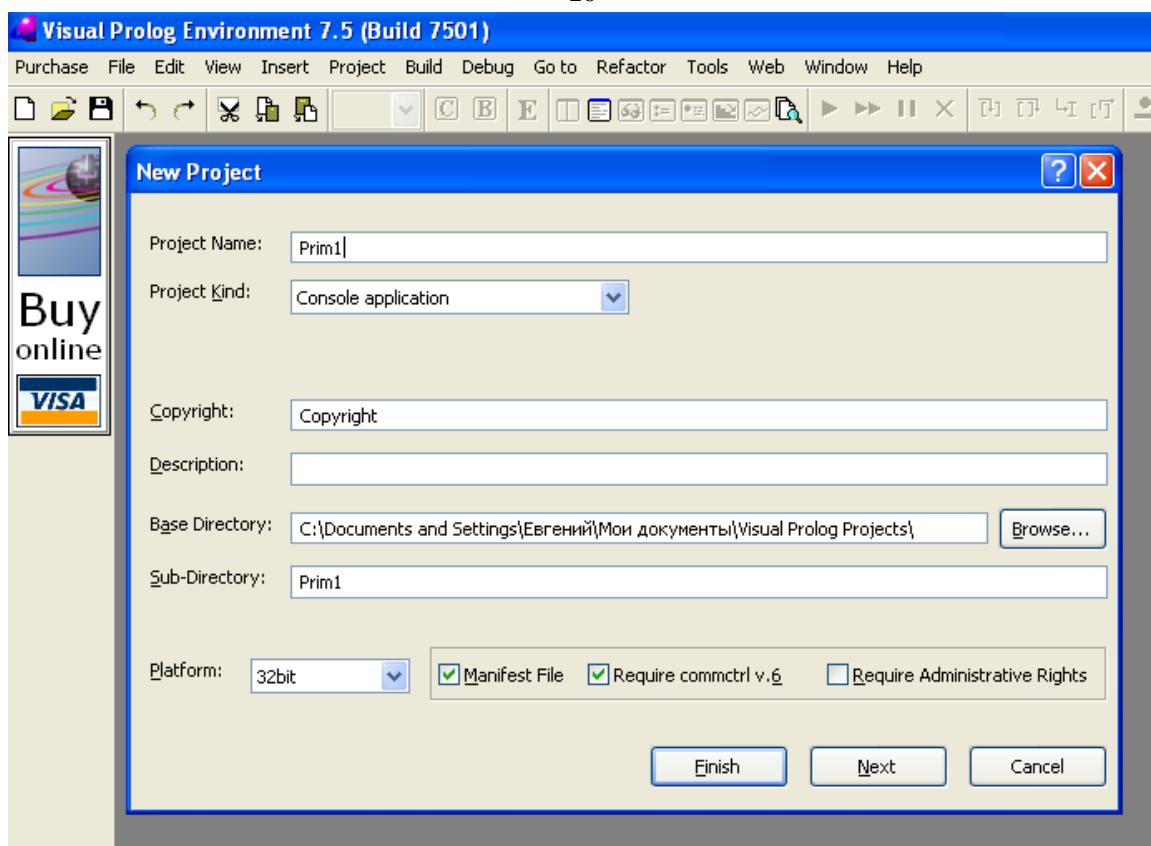 Visual Prolog Environment 7.5 (Build 7501)
Purchase File Edit View Insert Project Build Debug Go to Refactor Tools Web Window Help
C B E
New Project
Project Name: Prim1
Project Kind: Console application
Buy
online
VISA
Copyright: Copyright
Description:
Base Directory: C:\Documents and Settings\Евгений\Мои документы\Visual Prolog Projects\ Browse...
Sub-Directory: Prim1
Platform: 32bit Manifest File Require commctrl v.6 Require Administrative Rights
Finish Next Cancel